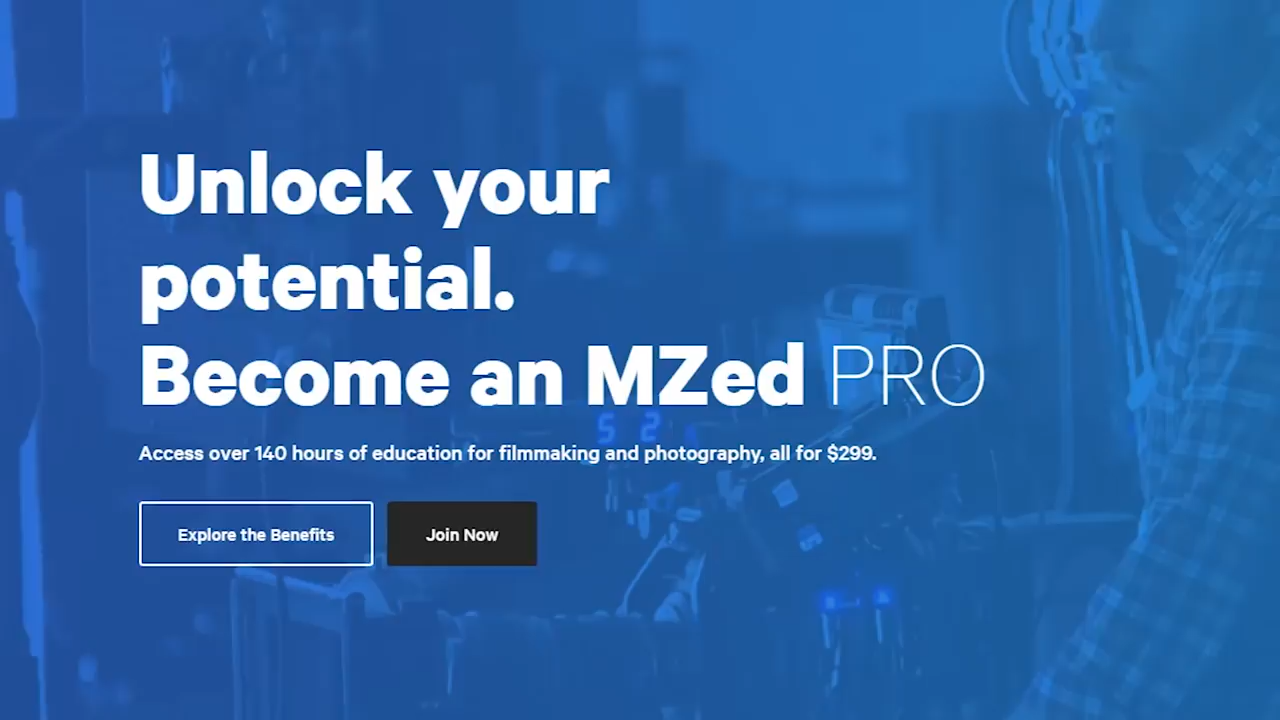 Unlock your
potential.
Become an MZed PRO
52
Access over 140 hours of education for filmmaking and photography, all for $299.
Explore the Benefits
Join Now